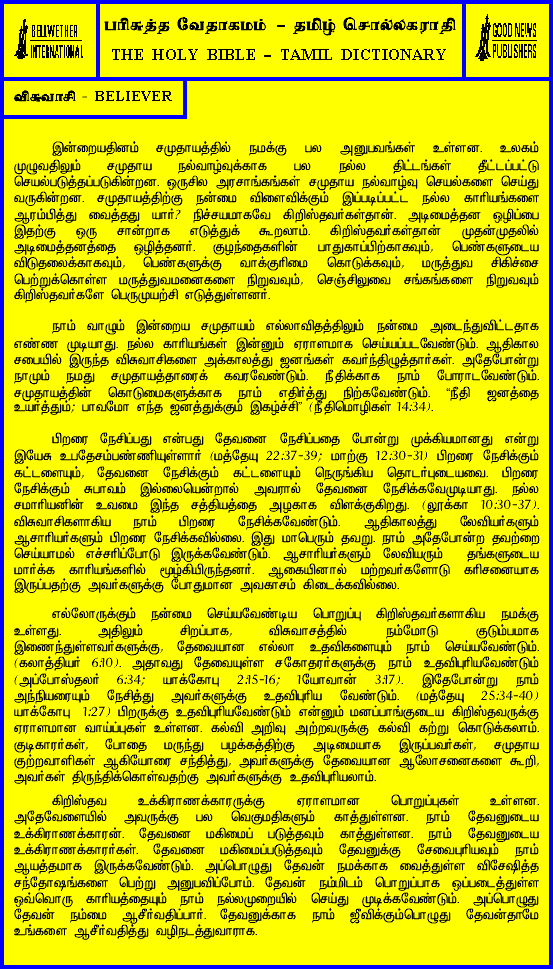 BELLWETHER
INTERNATIONAL
பரிசுத்த வேதாகமம் – தமிழ் சொல்லகராதி
THE HOLY BIBLE – TAMIL DICTIONARY
GOOD NEWS
PUBLISHERS
விசுவாசி - BELIEVER
இன்றையதினம் சமுதாயத்தில் நமக்கு பல அனுபவங்கள் உள்ளன. உலகம்
முழுவதிலும் சமுதாய நல்வாழ்வுக்காக பல நல்ல திட்டங்கள் தீட்டப்பட்டு
செயல்படுத்தப்படுகின்றன. ஒருசில அரசாங்கங்கள் சமுதாய நல்வாழ்வு செயல்களை செய்து
வருகின்றன. சமுதாயத்திற்கு நன்மை விளைவிக்கும் இப்படிப்பட்ட நல்ல காரியங்களை
ஆரம்பித்து வைத்தது யார்? நிச்சயமாகவே கிறிஸ்தவர்கள்தான். அடிமைத்தன ஒழிப்பை
இதற்கு ஒரு சான்றாக எடுத்துக் கூறலாம். கிறிஸ்தவர்கள்தான் முதன்முதலில்
அடிமைத்தனத்தை ஒழித்தனர். குழந்தைகளின் பாதுகாப்பிற்காகவும், பெண்களுடைய
விடுதலைக்காகவும், பெண்களுக்கு வாக்குரிமை கொடுக்கவும், மருத்துவ சிகிச்சை
பெற்றுக்கொள்ள மருத்துவமனைகளை நிறுவவும், செஞ்சிலுவை சங்கங்களை நிறுவவும்
கிறிஸ்தவர்களே பெருமுயற்சி எடுத்துள்ளனர்.
நாம் வாழும் இன்றைய சமுதாயம் எல்லாவிதத்திலும் நன்மை அடைந்துவிட்டதாக
எண்ண முடியாது. நல்ல காரியங்கள் இன்னும் ஏராளமாக செய்யப்படவேண்டும். ஆதிகால
சபையில் இருந்த விசுவாசிகளை அக்காலத்து ஜனங்கள் கவர்ந்திழுத்தார்கள். அதேபோன்று
நாமும் நமது சமுதாயத்தாரைக் கவரவேண்டும். நீதிக்காக நாம் போராடவேண்டும்.
சமுதாயத்தின் கொடுமைகளுக்காக நாம் எதிர்த்து நிற்கவேண்டும். “நீதி ஜனத்தை
உயர்த்தும்; பாவமோ எந்த ஜனத்துக்கும் இகழ்ச்சி” (நீதிமொழிகள் 14:34).
பிறரை நேசிப்பது என்பது தேவனை நேசிப்பதை போன்று முக்கியமானது என்று
இயேசு உபதேசம்பண்ணியுள்ளார் (மத்தேயு 22:37-39; மாற்கு 12:30-31) பிறரை நேசிக்கும்
கட்டளையும், தேவனை நேசிக்கும் கட்டளையும் நெருங்கிய தொடர்புடையவை. பிறரை
நேசிக்கும் சுபாவம் இல்லையென்றால் அவரால் தேவனை நேசிக்கவேமுடியாது. நல்ல
சமாரியனின் உவமை இந்த சத்தியத்தை அழகாக விளக்குகிறது. (லூக்கா 10:30-37).
விசுவாசிகளாகிய நாம் பிறரை நேசிக்கவேண்டும். ஆதிகாலத்து லேவியர்களும்
ஆசாரியர்களும் பிறரை நேசிக்கவில்லை. இது மாபெரும் தவறு. நாம் அதேபோன்ற தவற்றை
செய்யாமல் எச்சரிப்போடு இருக்கவேண்டும். ஆசாரியர்களும் லேவியரும் தங்களுடைய
மார்க்க காரியங்களில் மூழ்கியிருந்தனர். ஆகையினால் மற்றவர்களோடு கரிசனையாக
இருப்பதற்கு அவர்களுக்கு போதுமான அவகாசம் கிடைக்கவில்லை.
எல்லோருக்கும் நன்மை செய்யவேண்டிய பொறுப்பு கிறிஸ்தவர்களாகிய நமக்கு
உள்ளது. அதிலும் சிறப்பாக, விசுவாசத்தில் நம்மோடு குடும்பமாக
இணைந்துள்ளவர்களுக்கு, தேவையான எல்லா உதவிகளையும் நாம் செய்யவேண்டும்.
(கலாத்தியர் 6:10). அதாவது தேவையுள்ள சகோதரர்களுக்கு நாம் உதவிபுரியவேண்டும்
(அப்போஸ்தலர் 6:34; யாக்கோபு 2:15-16; 1யோவான் 3:17). இதேபோன்று நாம்
அந்நியரையும் நேசித்து அவர்களுக்கு உதவிபுரிய வேண்டும். (மத்தேயு 25:34-40)
யாக்கோபு 1:27) பிறருக்கு உதவிபுரியவேண்டும் என்னும் மனப்பாங்குடைய கிறிஸ்தவருக்கு
ஏராளமான வாய்ப்புகள் உள்ளன. கல்வி அறிவு அற்றவருக்கு கல்வி கற்று கொடுக்கலாம்.
குடிகாரர்கள், போதை மருந்து பழக்கத்திற்கு அடிமையாக இருப்பவர்கள், சமுதாய
குற்றவாளிகள் ஆகியோரை சந்தித்து, அவர்களுக்கு தேவையான ஆலோசனைகளை கூறி,
அவர்கள் திருந்திக்கொள்வதற்கு அவர்களுக்கு உதவிபுரியலாம்.
கிறிஸ்தவ உக்கிராணக்காரருக்கு ஏராளமான பொறுப்புகள் உள்ளன.
அதேவேளையில் அவருக்கு பல வெகுமதிகளும் காத்துள்ளன. நாம் தேவனுடைய
உக்கிராணக்காரன். தேவனை மகிமைப் படுத்தவும் காத்துள்ளன. நாம் தேவனுடைய
உக்கிராணக்காரர்கள். தேவனை மகிமைப்படுத்தவும் தேவனுக்கு சேவைபுரியவும் நாம்
ஆயத்தமாக இருக்கவேண்டும். அப்பொழுது தேவன் நமக்காக வைத்துள்ள விசேஷித்த
சந்தோஷங்களை பெற்று அனுபவிப்போம். தேவன் நம்மிடம் பொறுப்பாக ஒப்படைத்துள்ள
ஒவ்வொரு காரியத்தையும் நாம் நல்லமுறையில் செய்து முடிக்கவேண்டும். அப்பொழுது
தேவன் நம்மை ஆசீர்வதிப்பார். தேவனுக்காக நாம் ஜீவிக்கும்பொழுது தேவன்தாமே
உங்களை ஆசீர்வதித்து வழிநடத்துவாராக.